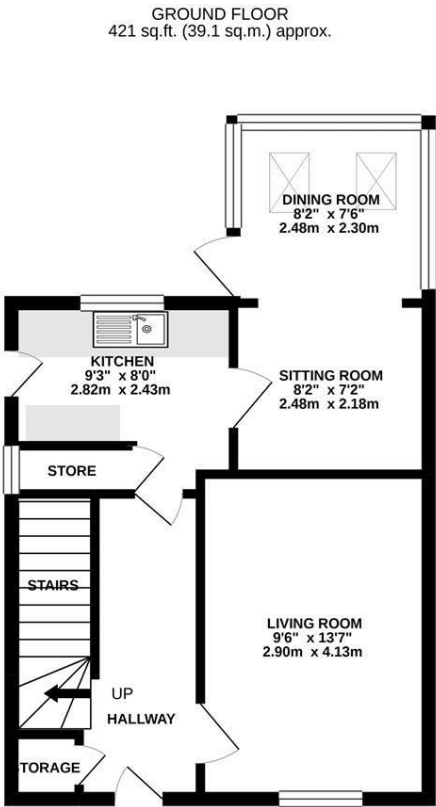 GROUND FLOOR
421 sq.ft. (39.1 sq.m.) approx.
DINING ROOM
8'2" x 7'6"
2.48m x 2.30m
KITCHEN
9'3" x 8'0"
2.82m x 2.43m
SITTING ROOM
8'2" x 7'2"
2.48m x 2.18m
STORE
STAIRS
LIVING ROOM
9'6" x 13'7"
2.90m x 4.13m
UP
HALLWAY
TORAGE